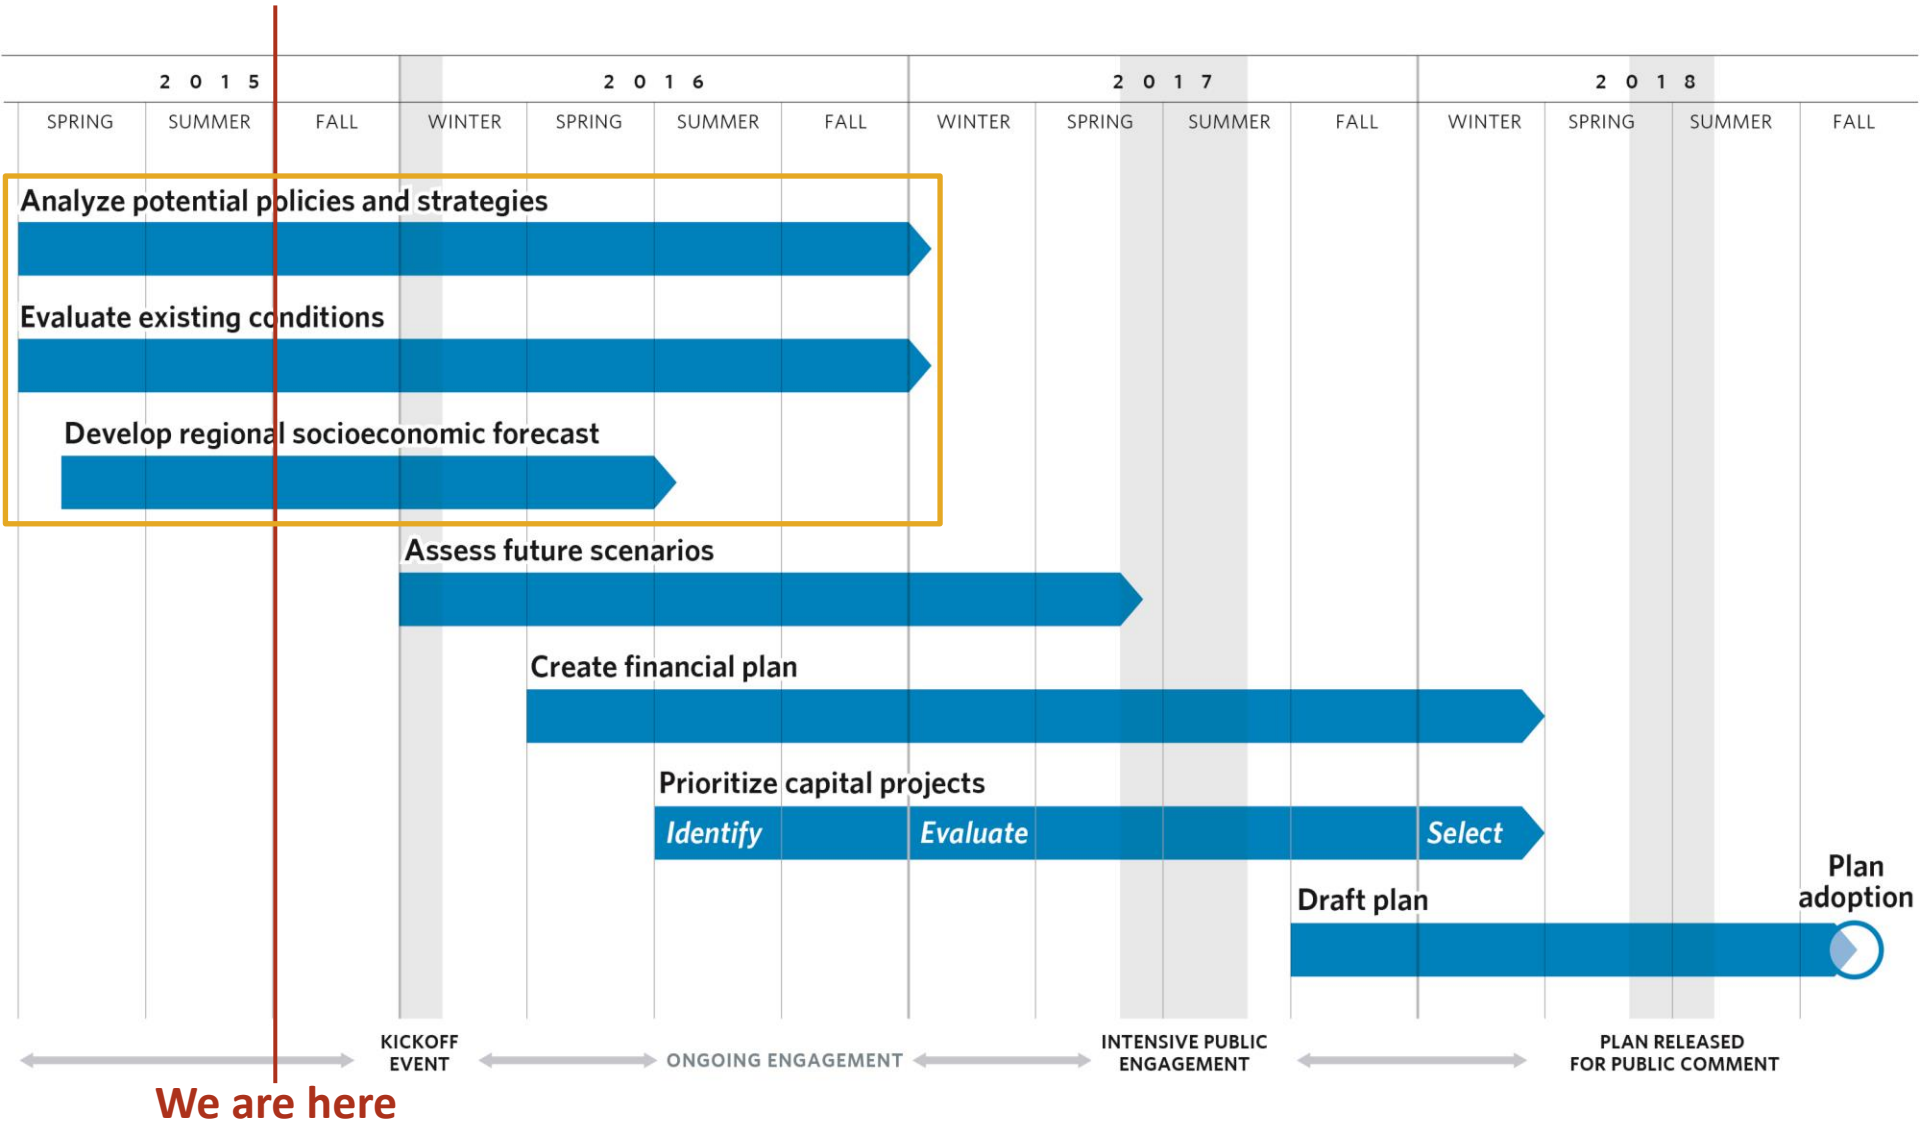 2 0 1 5 2 0 1 6 2 0 1 7 2 0 1 8
SPRING SUMMER FALL WINTER SPRING SUMMER FALL WINTER SPRING SUMMER FALL WINTER SPRING SUMMER FALL
Analyze potential policies and strategies
Evaluate existing conditions
Develop regional socioeconomic forecast
Assess future scenarios
Create financial plan
Prioritize capital projects
Identify Evaluate Select
Draft plan
Plan
adoption
KICKOFF
EVENT
ONGOING ENGAGEMENT
INTENSIVE PUBLIC
ENGAGEMENT
PLAN RELEASED
FOR PUBLIC COMMENT
We are here